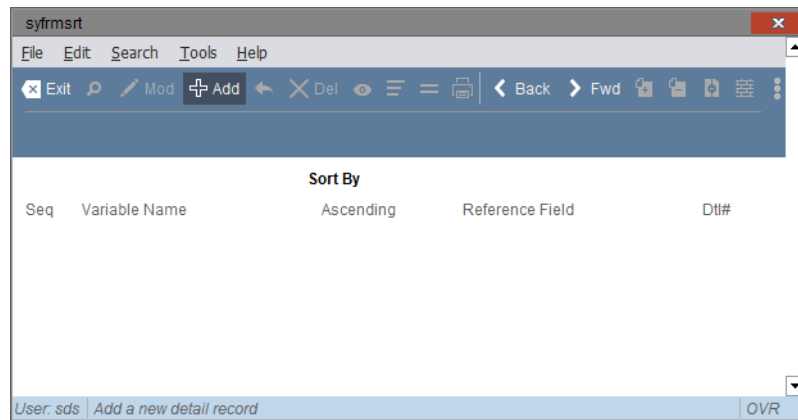 syfrmsrt
File Edit Search Tools Help
Exit Mod Add Del Back Fwd
Sort By
Seq Variable Name Ascending Reference Field Dtl#
User: sds Add a new detail record OVR